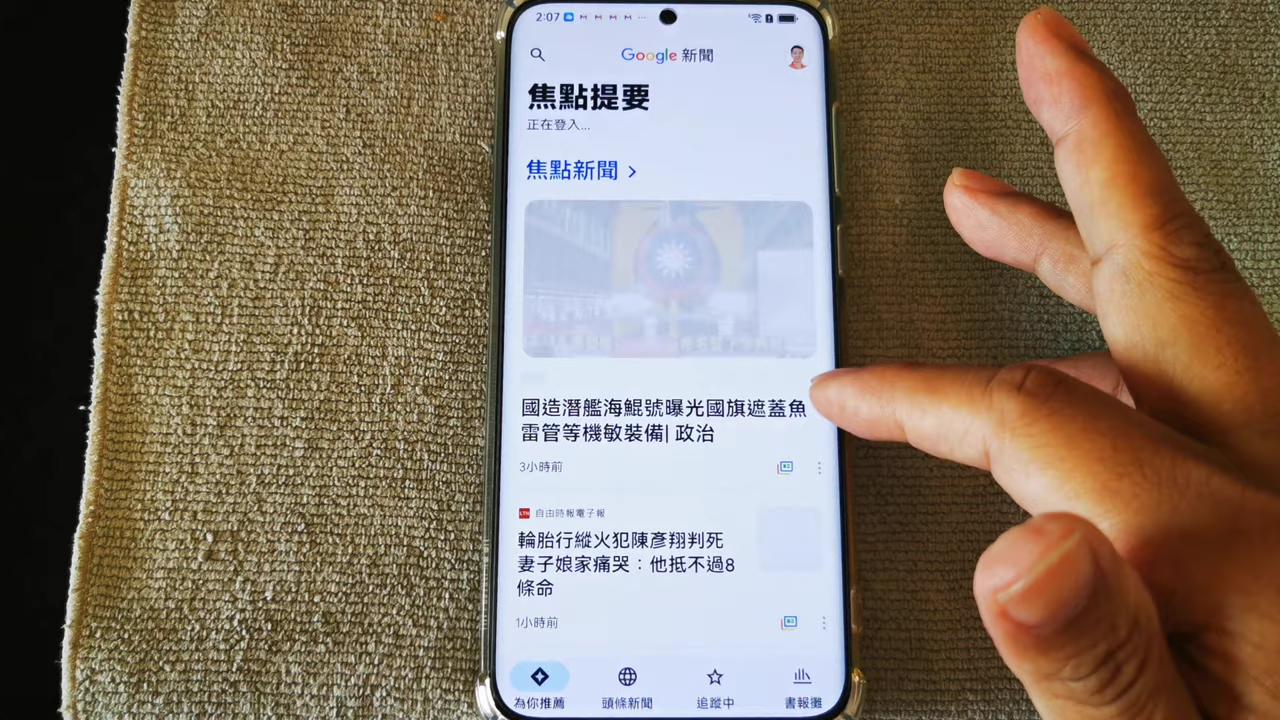 2:07
Google 新聞
焦點提要
正在登入...
焦點新聞 >
國造潛艦海鯤號曝光國旗遮蓋魚
雷管等機敏裝備| 政治
3小時前
LTN 自由時報電子報
輪胎行縱火犯陳彥翔判死
妻子娘家痛哭：他抵不過8
條命
1小時前
為你推薦 頭條新聞 追蹤中 書報攤